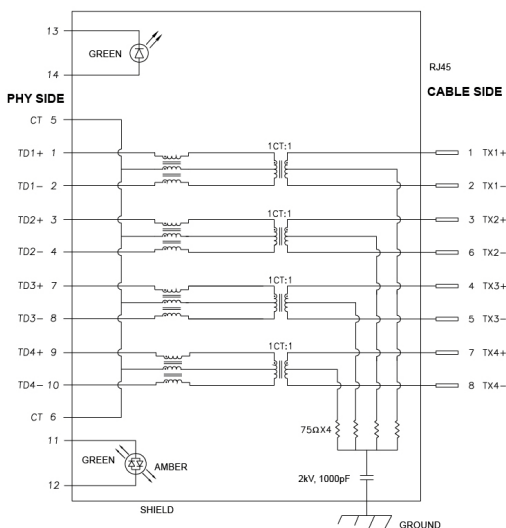 13
GREEN
14
RJ45
PHY SIDE
CABLE SIDE
CT 5
1CT:1
TD1+ 1
1 TX1+
TD1- 2
2 TX1-
1CT:1
TD2+ 3
3 TX2+
TD2- 4
6 TX2-
1CT:1
TD3+ 7
4 TX3+
TD3- 8
5 TX3-
1CT:1
TD4+ 9
7 TX4+
TD4- 10
8 TX4-
CT 6
75ΩX4
11
GREEN
AMBER
12
2kV, 1000pF
SHIELD
GROUND